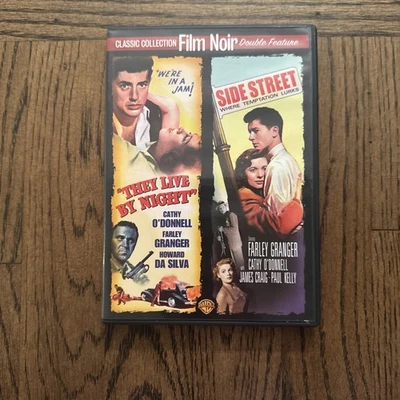 CLASSIC COLLECTION Film Noir Double Feature
"WE'RE
IN A
JAM!"
"THEY LIVE
BY NIGHT"
CATHY
O'DONNELL
FARLEY
GRANGER
HOWARD
DA SILVA
SIDE STREET
WHERE TEMPTATION LURKS
FARLEY GRANGER
CATHY O'DONNELL
JAMES CRAIG · PAUL KELLY